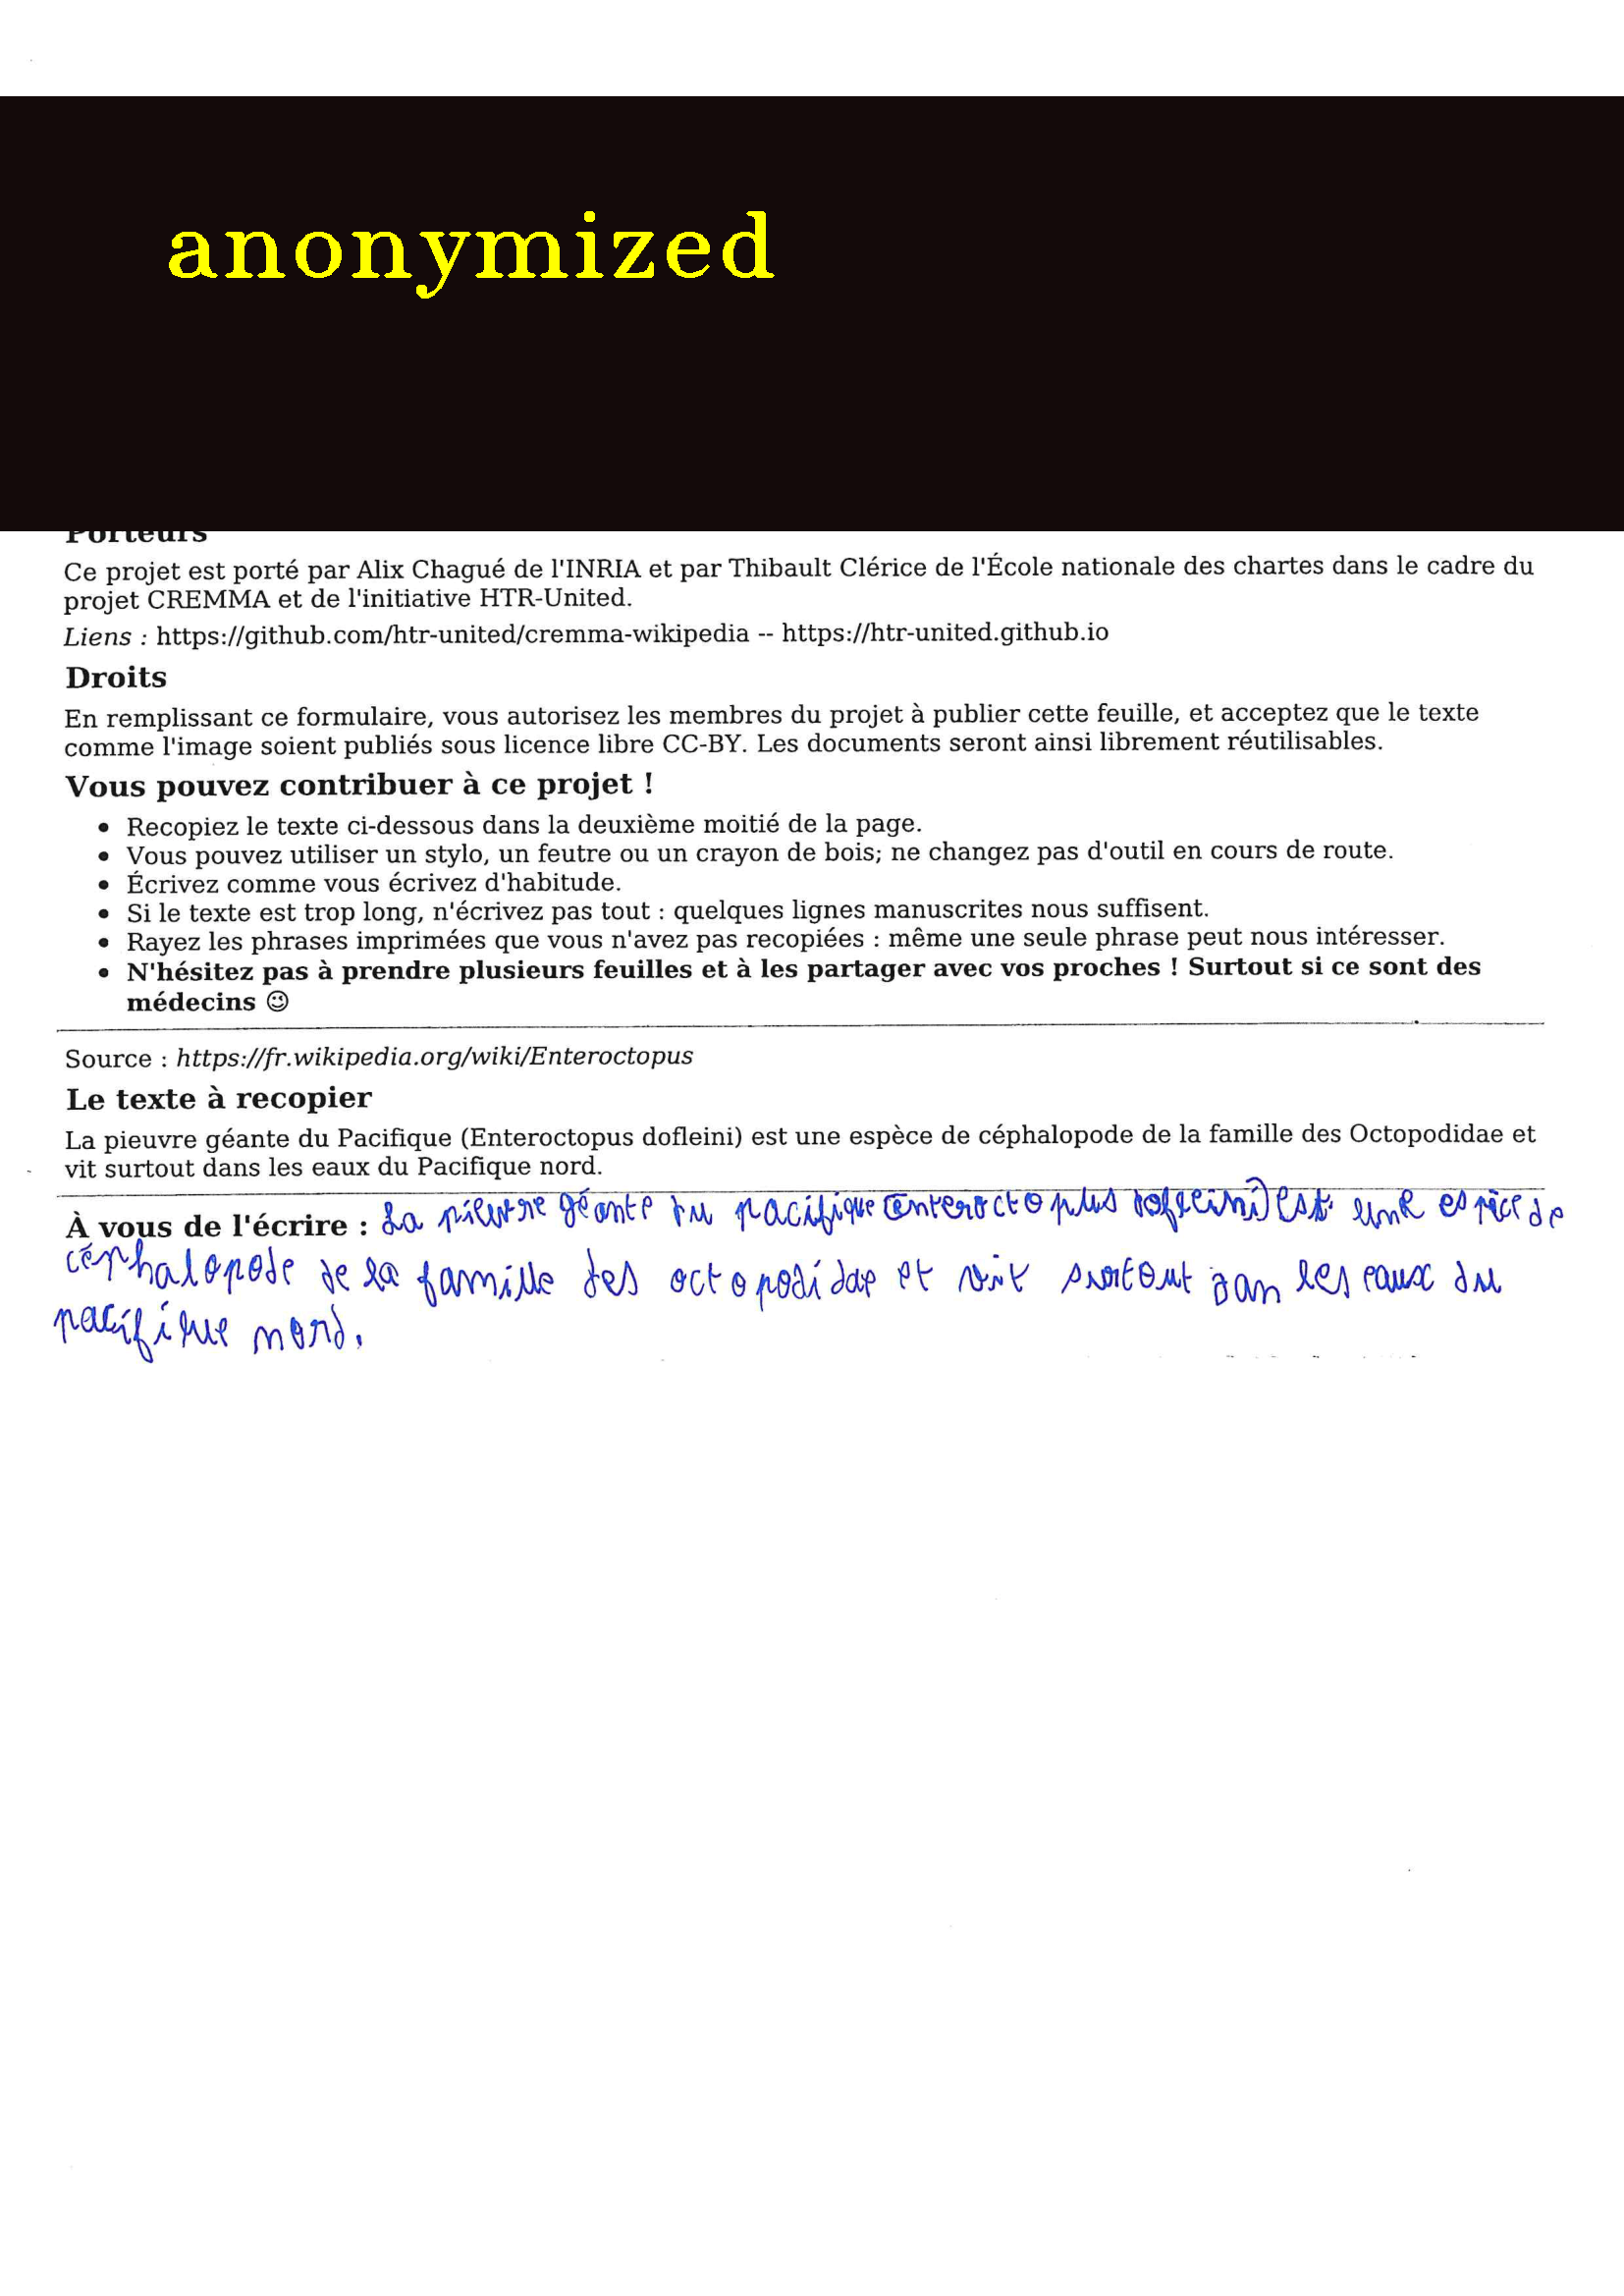 anonymized
Porteurs
Ce projet est porté par Alix Chagué de l'INRIA et par Thibault Clérice de l'École nationale des chartes dans le cadre du
projet CREMMA et de l'initiative HTR-United.
Liens : https://github.com/htr-united/cremma-wikipedia -- https://htr-united.github.io
Droits
En remplissant ce formulaire, vous autorisez les membres du projet à publier cette feuille, et acceptez que le texte
comme l'image soient publiés sous licence libre CC-BY. Les documents seront ainsi librement réutilisables.
Vous pouvez contribuer à ce projet !
• Recopiez le texte ci-dessous dans la deuxième moitié de la page.
• Vous pouvez utiliser un stylo, un feutre ou un crayon de bois; ne changez pas d'outil en cours de route.
• Écrivez comme vous écrivez d'habitude.
• Si le texte est trop long, n'écrivez pas tout : quelques lignes manuscrites nous suffisent.
• Rayez les phrases imprimées que vous n'avez pas recopiées : même une seule phrase peut nous intéresser.
• N'hésitez pas à prendre plusieurs feuilles et à les partager avec vos proches ! Surtout si ce sont des
médecins 😉
Source : https://fr.wikipedia.org/wiki/Enteroctopus
Le texte à recopier
La pieuvre géante du Pacifique (Enteroctopus dofleini) est une espèce de céphalopode de la famille des Octopodidae et
vit surtout dans les eaux du Pacifique nord.
À vous de l'écrire : La pieuvre géante du pacifique (enteroctoplus dofleini) est une espèce de
céphalopode de la famille des octopodidae et vit surtout dan les eaux du
pacifique nord.